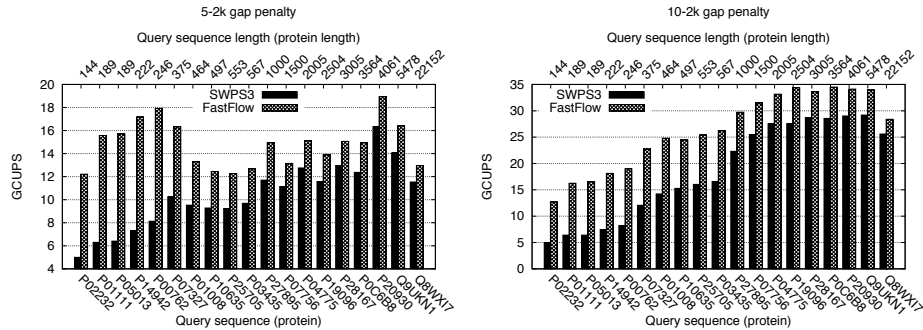 5-2k gap penalty
Query sequence length (protein length)
144 189 189 222 246 375 464 497 553 567 1000 1500 2005 2504 3005 3564 4061 5478 22152
SWPS3
FastFlow
GCUPS
20
18
16
14
12
10
8
6
4
P02232 P01111 P05013 P14942 P00762 P07327 P01008 P10635 P25705 P03435 P27895 P07756 P04775 P19096 P28167 P0C6B8 P20930 Q9UKN1 Q8WXI7
Query sequence (protein)
10-2k gap penalty
Query sequence length (protein length)
144 189 189 222 246 375 464 497 553 567 1000 1500 2005 2504 3005 3564 4061 5478 22152
SWPS3
FastFlow
GCUPS
35
30
25
20
15
10
5
0
P02232 P01111 P05013 P14942 P00762 P07327 P01008 P10635 P25705 P03435 P27895 P07756 P04775 P19096 P28167 P0C6B8 P20930 Q9UKN1 Q8WXI7
Query sequence (protein)